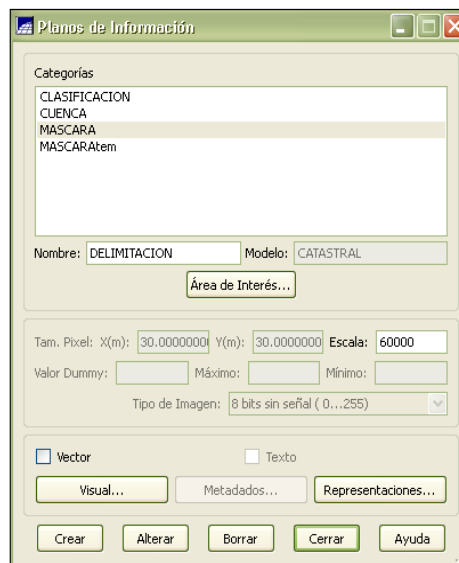 Planos de Información
Categorías
CLASIFICACION
CUENCA
MASCARA
MASCARAtem
Nombre: DELIMITACION Modelo: CATASTRAL
Área de Interés...
Tam. Pixel: X(m): 30.0000000 Y(m): 30.0000000 Escala: 60000
Valor Dummy: Máximo: Mínimo:
Tipo de Imagen: 8 bits sin señal ( 0...255)
Vector Texto
Visual... Metadados... Representaciones...
Crear Alterar Borrar Cerrar Ayuda